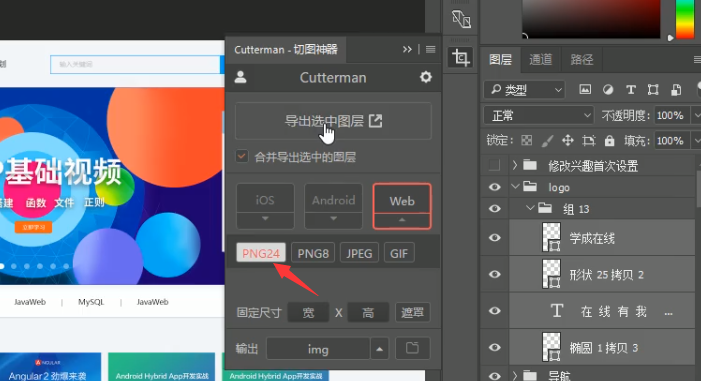 Cutterman - 切图神器
Cutterman
导出选中图层
合并导出选中的图层
iOS
Android
Web
PNG24
PNG8
JPEG
GIF
固定尺寸
宽
X
高
遮罩
输出
img
划
输入关键词
P基础视频
搭建 函数 文件 正则
立即学习
JavaWeb | MySQL | JavaWeb
ANGULAR
Angular 2 劲爆来袭
Android Hybrid App开发实战
Android Hybrid App开发实战
图层 通道 路径
类型
正常
不透明度: 100%
锁定:
填充: 100%
修改兴趣首次设置
logo
组 13
学成在线
形状 25 拷贝 2
T 在 线 有 我 ...
椭圆 1 拷贝 3
导航